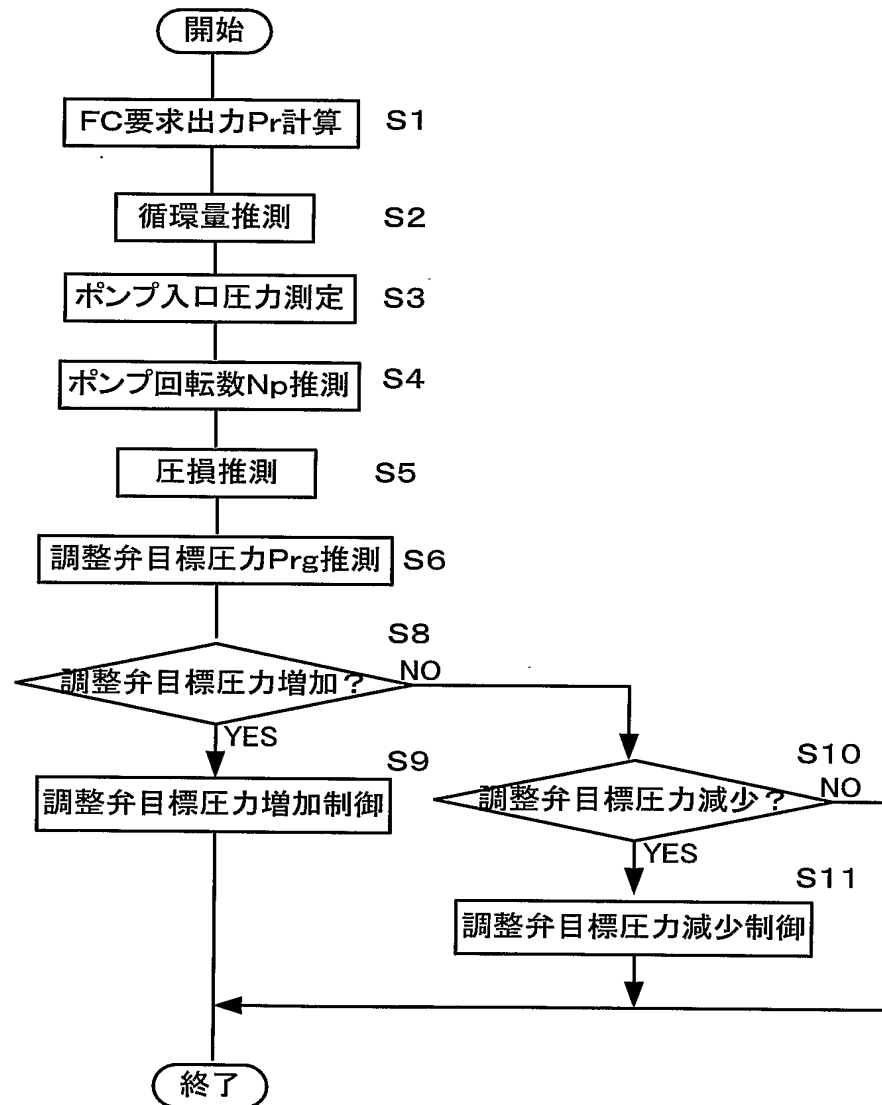 開始
FC要求出力Pr計算 S1
循環量推測 S2
ポンプ入口圧力測定 S3
ポンプ回転数Np推測 S4
圧損推測 S5
調整弁目標圧力Prg推測 S6
S8
調整弁目標圧力増加？ NO
YES
S9
調整弁目標圧力増加制御
S10
調整弁目標圧力減少？ NO
YES
S11
調整弁目標圧力減少制御
終了